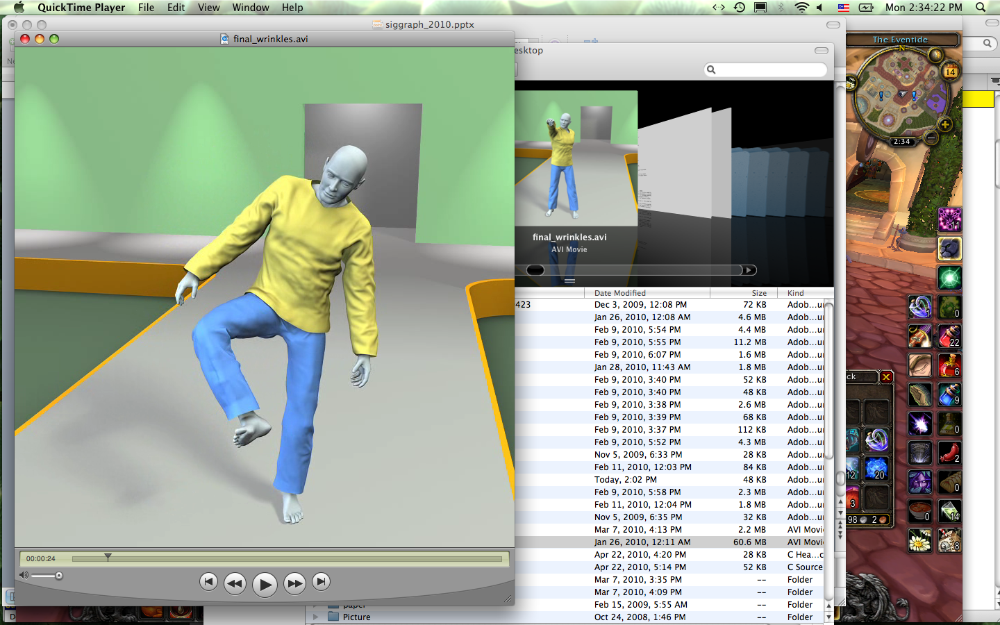 QuickTime Player File Edit View Window Help
Mon 2:34:22 PM
siggraph_2010.pptx
final_wrinkles.avi
esktop
The Eventide
N
14
2:34
final_wrinkles.avi
AVI Movie
Date Modified Size Kind
423 Dec 3, 2009, 12:08 PM 72 KB Adob...u
Jan 26, 2010, 12:08 AM 4.6 MB Adob...u
Feb 9, 2010, 5:54 PM 4.4 MB Adob...u
Feb 9, 2010, 5:55 PM 11.2 MB Adob...u
Feb 9, 2010, 6:07 PM 1.6 MB Adob...u
Jan 28, 2010, 11:43 AM 1.8 MB Adob...u
Feb 9, 2010, 3:40 PM 52 KB Adob...u
Feb 9, 2010, 3:40 PM 48 KB Adob...u
Feb 9, 2010, 3:38 PM 2.6 MB Adob...u
Feb 9, 2010, 3:39 PM 68 KB Adob...u
Feb 9, 2010, 3:37 PM 112 KB Adob...u
Feb 9, 2010, 5:52 PM 4.3 MB Adob...u
Nov 5, 2009, 6:33 PM 28 KB Adob...u
Feb 11, 2010, 12:03 PM 84 KB Adob...u
Today, 2:02 PM 48 KB Adob...u
Feb 9, 2010, 5:58 PM 2.3 MB Adob...u
Feb 11, 2010, 12:04 PM 1.8 MB Adob...u
Nov 5, 2009, 6:35 PM 32 KB Adob...u
Mar 7, 2010, 4:13 PM 2.2 MB AVI Movi
Jan 26, 2010, 12:11 AM 60.6 MB AVI Movi
Apr 22, 2010, 4:20 PM 28 KB C Hea...c
Apr 22, 2010, 5:14 PM 52 KB C Source
Mar 7, 2010, 3:35 PM -- Folder
Mar 7, 2010, 4:09 PM -- Folder
paper Feb 15, 2009, 5:55 AM -- Folder
Picture Oct 24, 2008, 1:46 PM -- Folder
00:00:24
11
1 0
22
6
9
0
2
0
0 14
8
ck
12 20
3
98 2